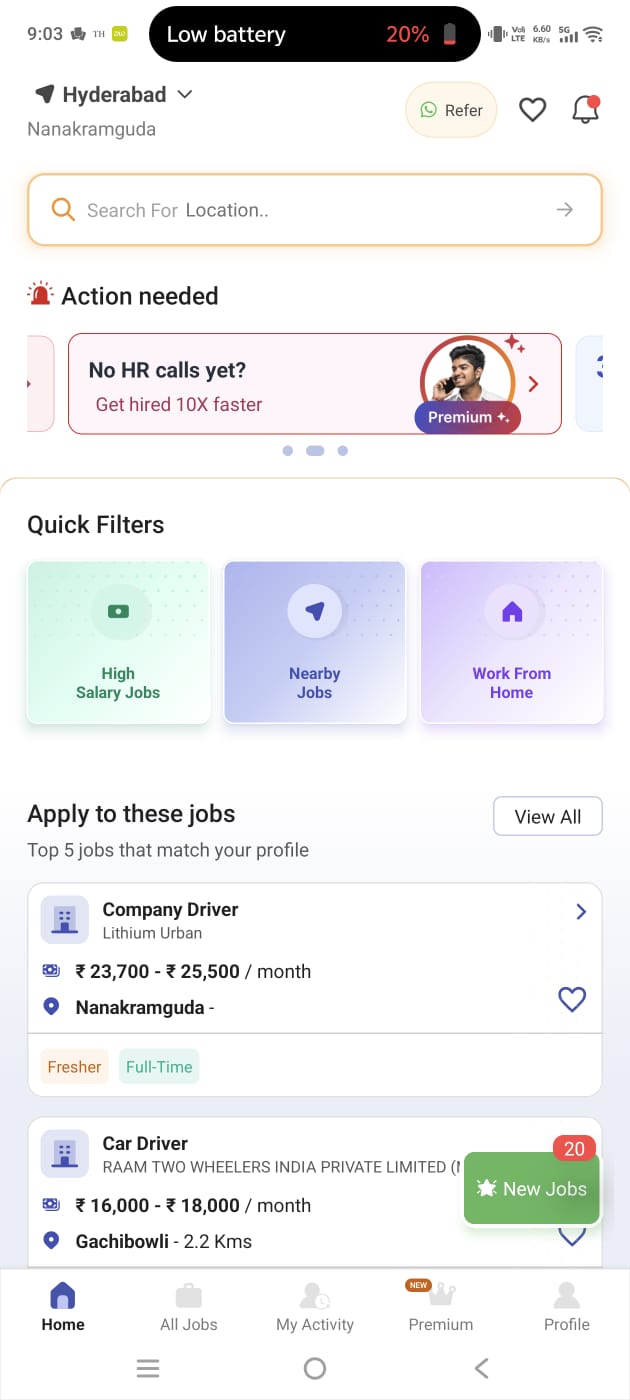 9:03 TH Low battery 20% Vo)) LTE 6.60 KB/s 5G
Hyderabad
Nanakramguda
Refer
Search For Location..
Action needed
No HR calls yet?
Get hired 10X faster
Premium
Quick Filters
High
Salary Jobs
Nearby
Jobs
Work From
Home
Apply to these jobs
View All
Top 5 jobs that match your profile
Company Driver
Lithium Urban
₹ 23,700 - ₹ 25,500 / month
Nanakramguda -
Fresher Full-Time
Car Driver
RAAM TWO WHEELERS INDIA PRIVATE LIMITED
20
New Jobs
₹ 16,000 - ₹ 18,000 / month
Gachibowli - 2.2 Kms
NEW
Home All Jobs My Activity Premium Profile